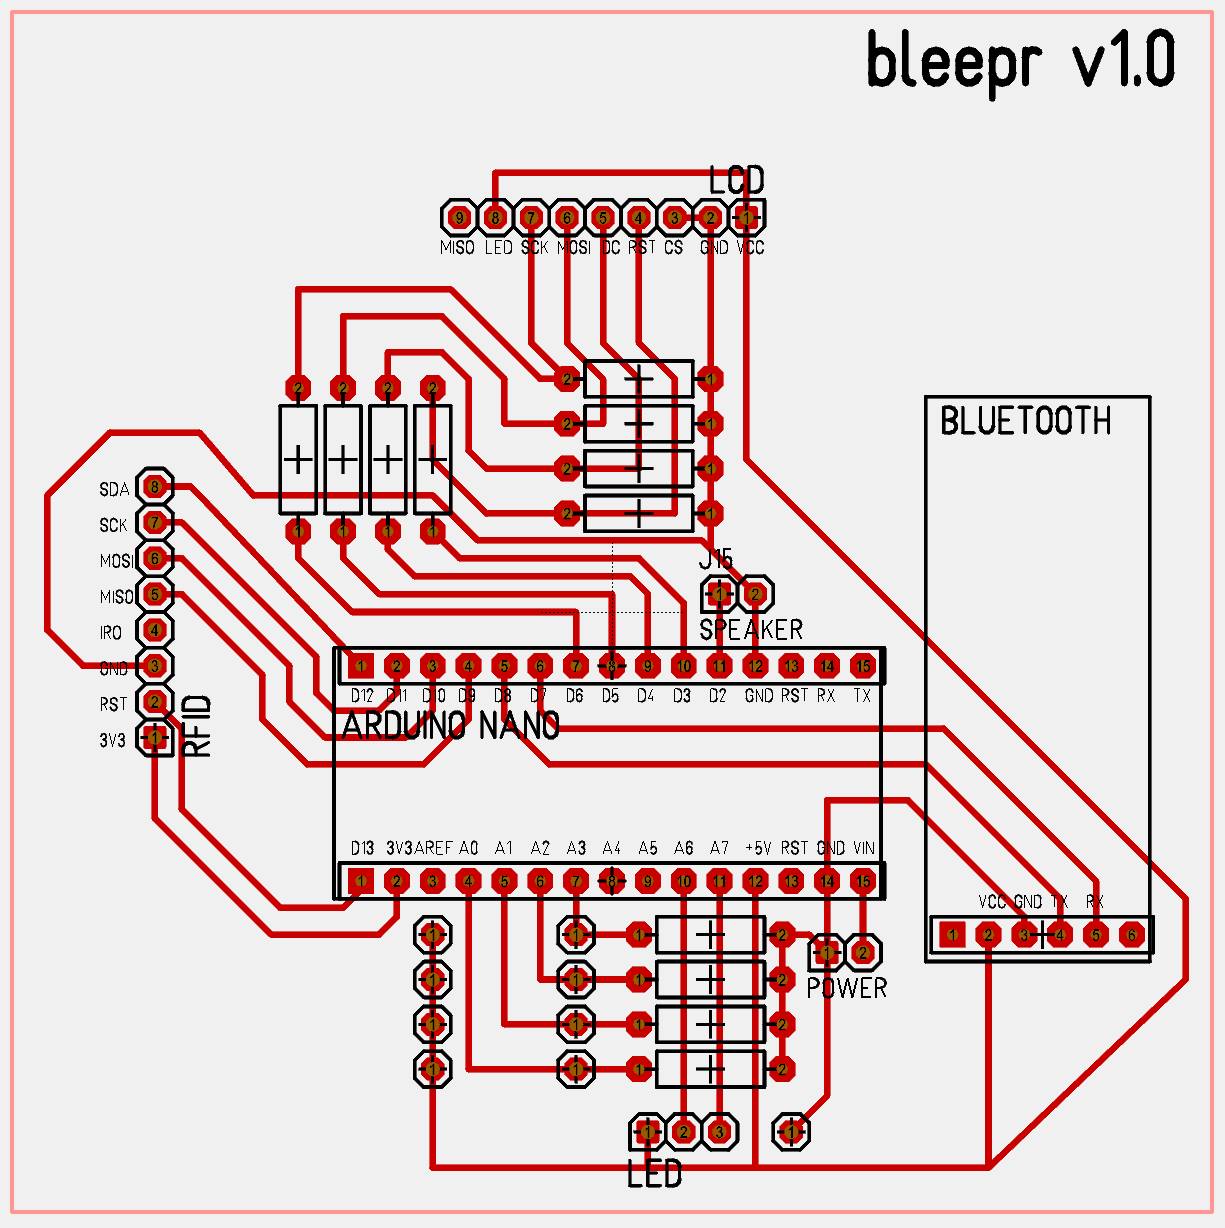 bleepr v1.0
LCD
9 8 7 6 5 4 3 2 1
MISO LED SCK MOSI DC RST CS GND VCC
2 2 2 2
2 1
2 1
2 1
2 1
1 1 1 1
BLUETOOTH
SDA 8
SCK 7
MOSI 6
MISO 5
IRO 4
GND 3
RST 2
3V3 1
RFID
J15
1 2
SPEAKER
1 2 3 4 5 6 7 8 9 10 11 12 13 14 15
D12 D11 D10 D9 D8 D7 D6 D5 D4 D3 D2 GND RST RX TX
ARDUINO NANO
D13 3V3 AREF A0 A1 A2 A3 A4 A5 A6 A7 +5V RST GND VIN
1 2 3 4 5 6 7 8 9 10 11 12 13 14 15
VCC GND TX RX
1 2 3 4 5 6
1 1 1 2
1 2
POWER
1 1 1 2
1 1 1 2
1 1 1 2
1 2 3 1
LED